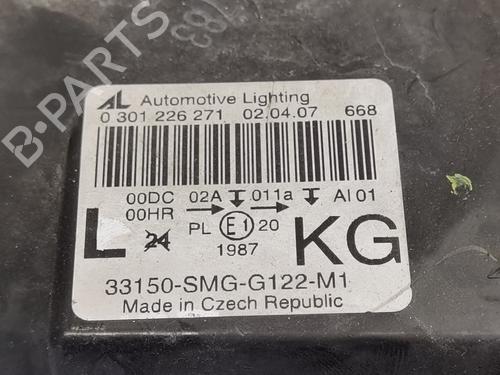 B-PARTS
83
AL Automotive Lighting
0 301 226 271 02.04.07 668
00DC 02A 011a AI 01
00HR
L 24 PL E1 20 KG
1987
33150-SMG-G122-M1
Made in Czech Republic